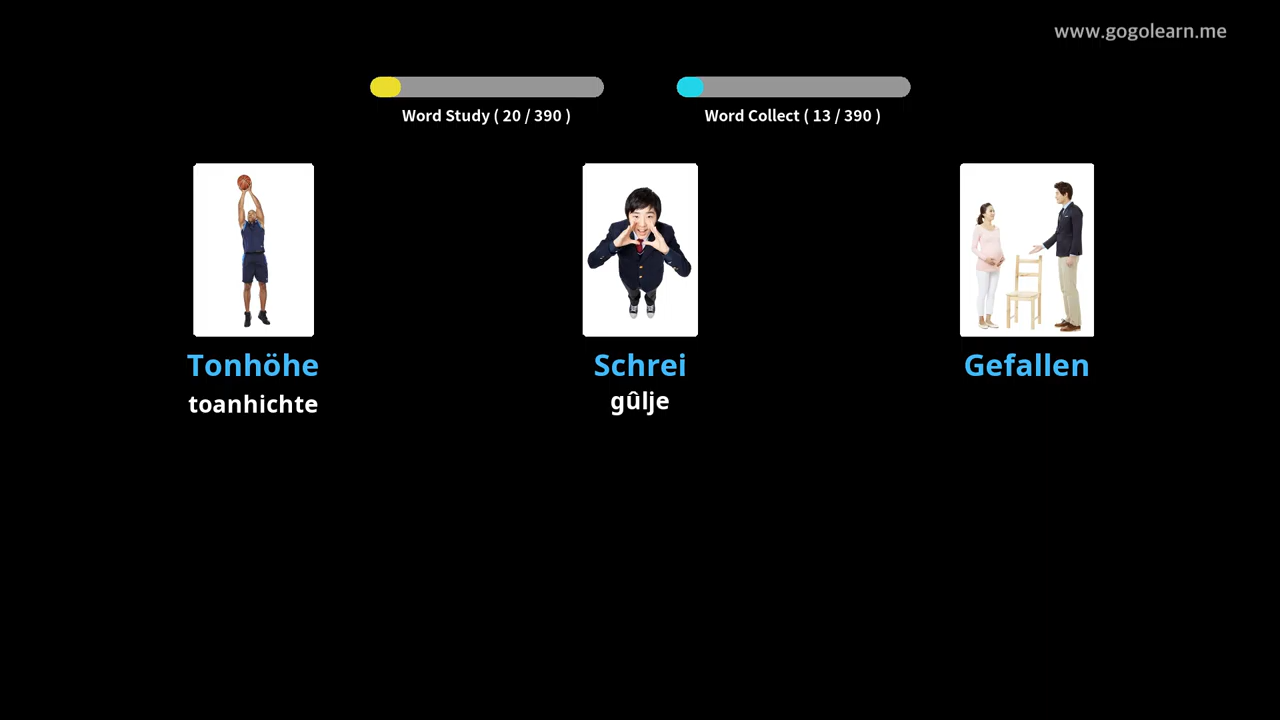 www.gogolearn.me
Word Study ( 20 / 390 )
Word Collect ( 13 / 390 )
Tonhöhe
Schrei
Gefallen
toanhichte
gûlje